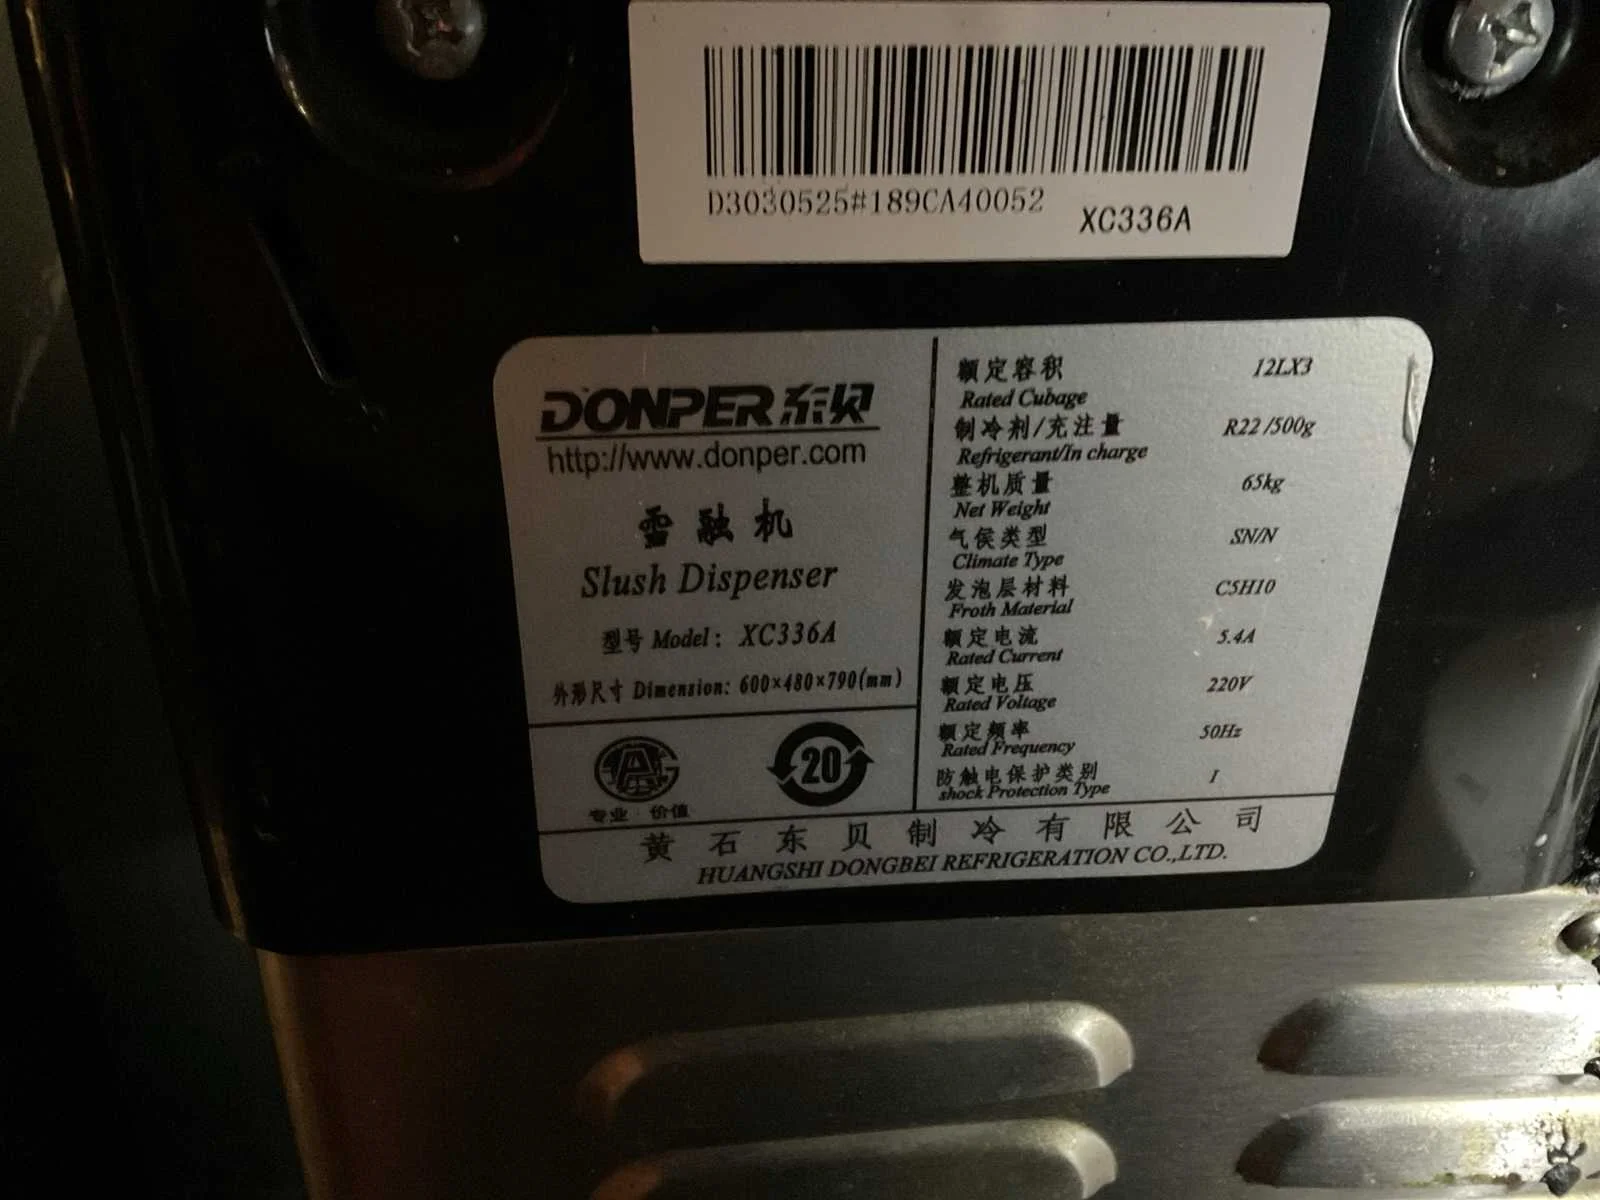 D3030525#189CA40052
XC336A
DONPER东贝
http://www.donper.com
雪融机
Slush Dispenser
型号 Model: XC336A
外形尺寸 Dimension: 600×480×790(mm)
专业 价值
20
额定容积 12LX3
Rated Cubage
制冷剂/充注量 R22/500g
Refrigerant/In charge
整机质量 65kg
Net Weight
气侯类型 SN/N
Climate Type
发泡层材料 C5H10
Froth Material
额定电流 5.4A
Rated Current
额定电压 220V
Rated Voltage
额定频率 50Hz
Rated Frequency
防触电保护类别 I
shock Protection Type
黄石东贝制冷有限公司
HUANGSHI DONGBEI REFRIGERATION CO.,LTD.